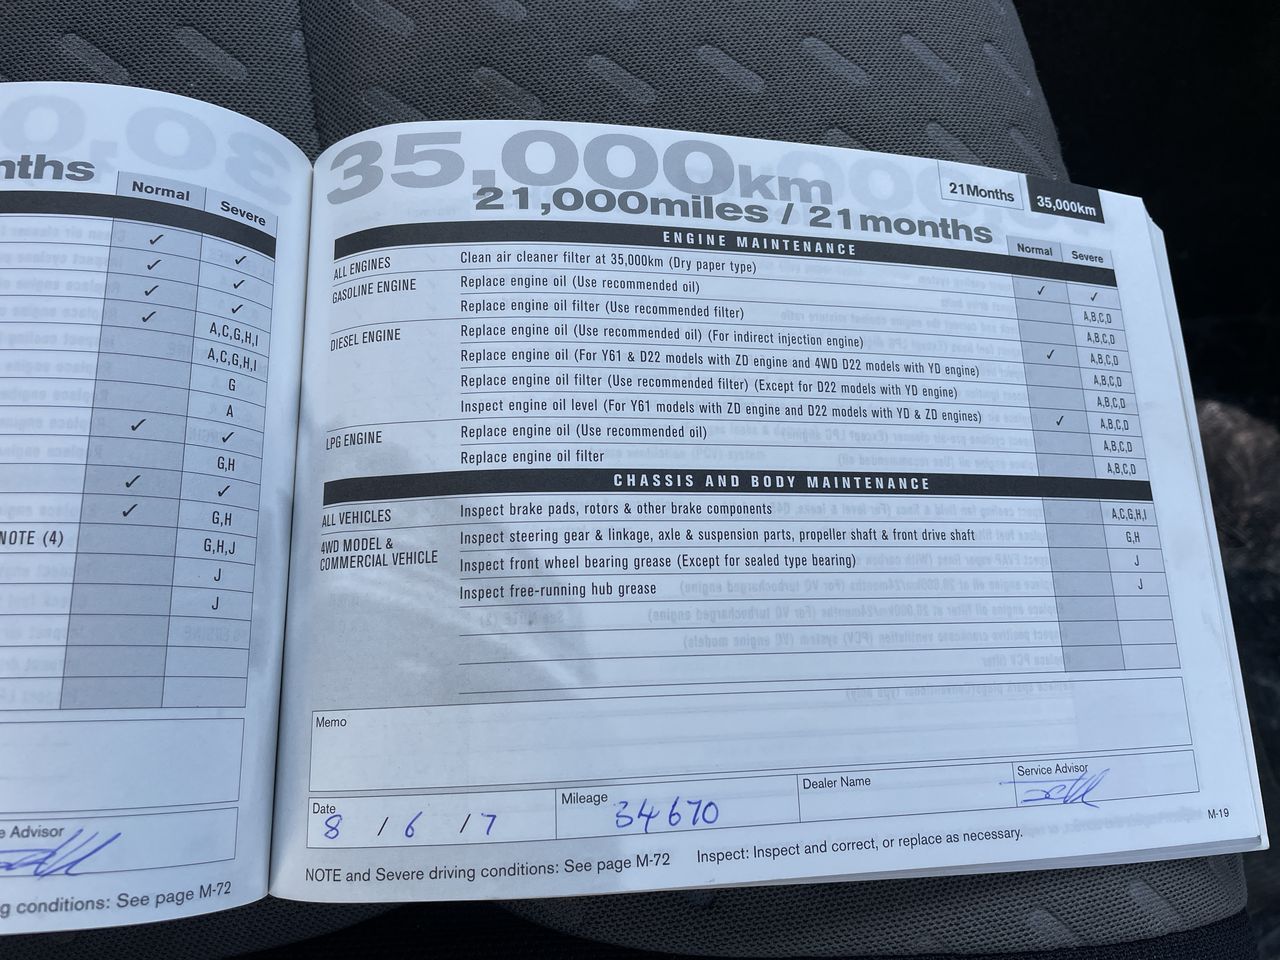 nths
Normal
Severe
✓ ✓
✓ ✓
✓ ✓
✓ A,C,G,H,I
A,C,G,H,I
G
A
✓ ✓
G,H
✓ ✓
✓ G,H
NOTE (4) G,H,J
J
J
e Advisor
g conditions: See page M-72
35,000km
21,000miles / 21months
21Months
35,000km
ENGINE MAINTENANCE
Normal
Severe
ALL ENGINES Clean air cleaner filter at 35,000km (Dry paper type) ✓ ✓
GASOLINE ENGINE Replace engine oil (Use recommended oil) A,B,C,D
Replace engine oil filter (Use recommended filter) A,B,C,D
DIESEL ENGINE Replace engine oil (Use recommended oil) (For indirect injection engine) ✓ A,B,C,D
Replace engine oil (For Y61 & D22 models with ZD engine and 4WD D22 models with YD engine) A,B,C,D
Replace engine oil filter (Use recommended filter) (Except for D22 models with YD engine) A,B,C,D
Inspect engine oil level (For Y61 models with ZD engine and D22 models with YD & ZD engines) ✓ A,B,C,D
LPG ENGINE Replace engine oil (Use recommended oil) A,B,C,D
Replace engine oil filter A,B,C,D
CHASSIS AND BODY MAINTENANCE
ALL VEHICLES Inspect brake pads, rotors & other brake components A,C,G,H,I
4WD MODEL & COMMERCIAL VEHICLE Inspect steering gear & linkage, axle & suspension parts, propeller shaft & front drive shaft G,H
Inspect front wheel bearing grease (Except for sealed type bearing) J
Inspect free-running hub grease J
Memo
Date 8 / 6 / 7
Mileage 34670
Dealer Name
Service Advisor
NOTE and Severe driving conditions: See page M-72 Inspect: Inspect and correct, or replace as necessary.
M-19